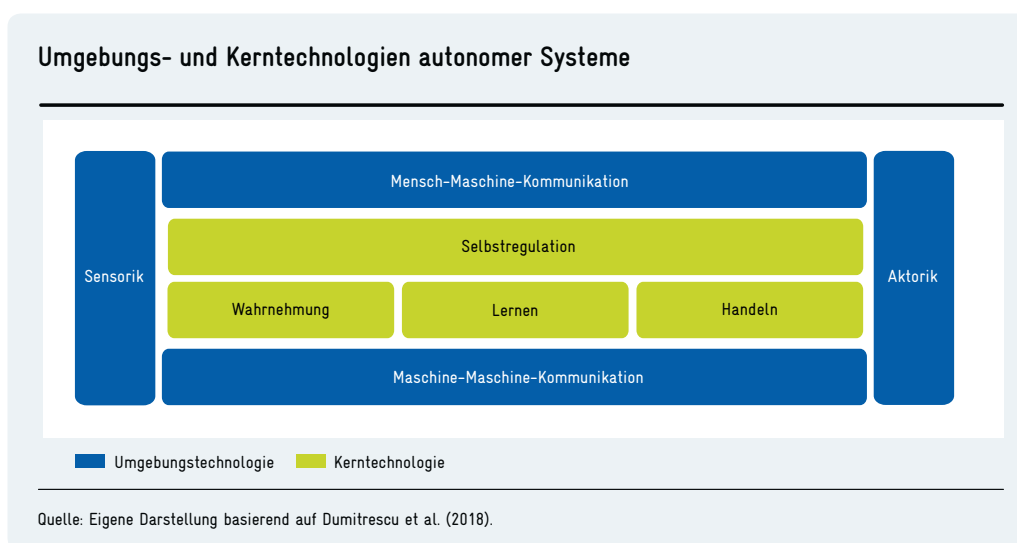 Umgebungs- und Kerntechnologien autonomer Systeme
Mensch-Maschine-Kommunikation
Selbstregulation
Sensorik
Aktorik
Wahrnehmung
Lernen
Handeln
Maschine-Maschine-Kommunikation
Umgebungstechnologie
Kerntechnologie
Quelle: Eigene Darstellung basierend auf Dumitrescu et al. (2018).